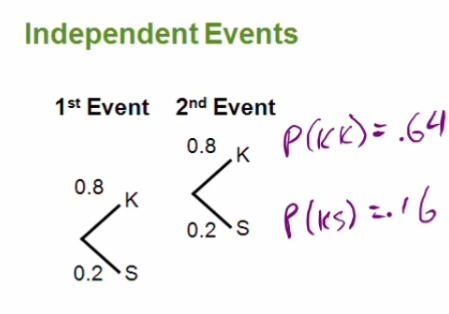 Independent Events
1st Event 2nd Event
0.8 K P(KK)= .64
0.8 K
0.2 S P(KS)=.16
0.2 S